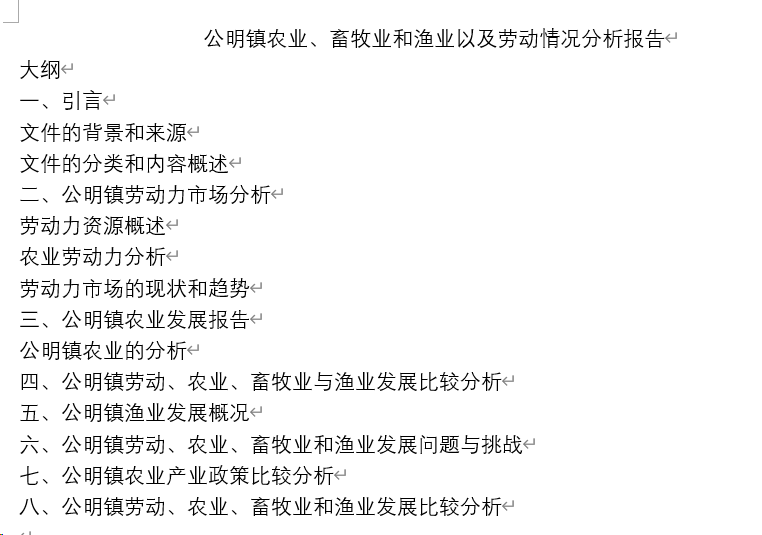 公明镇农业、畜牧业和渔业以及劳动情况分析报告
大纲
一、引言
文件的背景和来源
文件的分类和内容概述
二、公明镇劳动力市场分析
劳动力资源概述
农业劳动力分析
劳动力市场的现状和趋势
三、公明镇农业发展报告
公明镇农业的分析
四、公明镇劳动、农业、畜牧业与渔业发展比较分析
五、公明镇渔业发展概况
六、公明镇劳动、农业、畜牧业和渔业发展问题与挑战
七、公明镇农业产业政策比较分析
八、公明镇劳动、农业、畜牧业和渔业发展比较分析